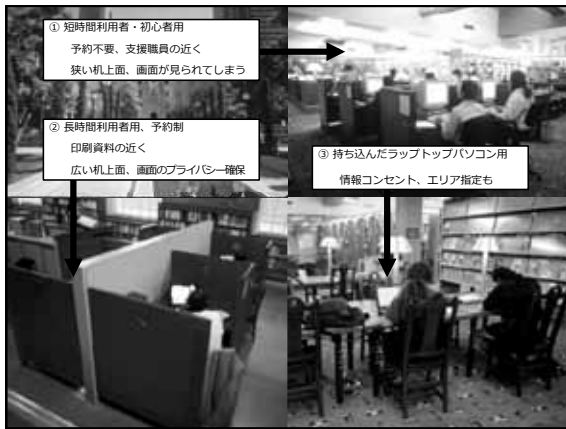 ① 短時間利用者・初心者用
予約不要、支援職員の近く
狭い机上面、画面が見られてしまう
② 長時間利用者用、予約制
印刷資料の近く
広い机上面、画面のプライバシー確保
③ 持ち込んだラップトップパソコン用
情報コンセント、エリア指定も